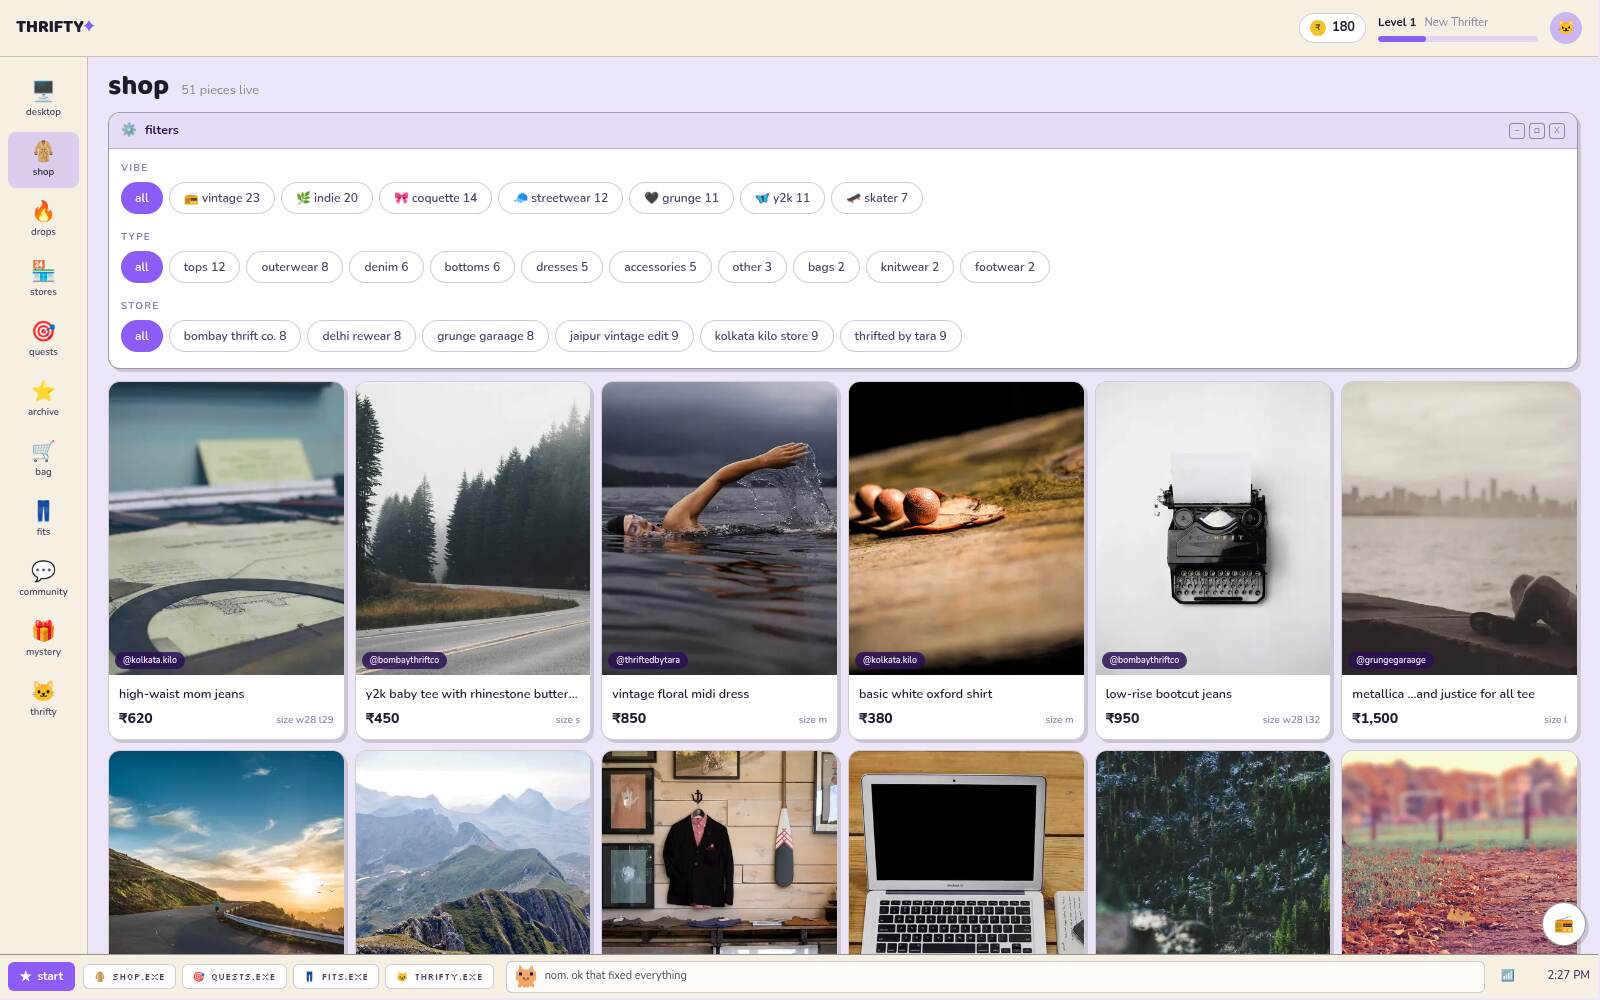 THRIFTY
₹ 180
Level 1 New Thrifter
desktop
shop
drops
stores
quests
archive
bag
fits
community
mystery
thrifty
shop 51 pieces live
filters
VIBE
all vintage 23 indie 20 coquette 14 streetwear 12 grunge 11 y2k 11 skater 7
TYPE
all tops 12 outerwear 8 denim 6 bottoms 6 dresses 5 accessories 5 other 3 bags 2 knitwear 2 footwear 2
STORE
all bombay thrift co. 8 delhi rewear 8 grunge garaage 8 jaipur vintage edit 9 kolkata kilo store 9 thrifted by tara 9
@kolkata.kilo
high-waist mom jeans
₹620 size w28 l29
@bombaythriftco
y2k baby tee with rhinestone butter...
₹450 size s
@thriftedbytara
vintage floral midi dress
₹850 size m
@kolkata.kilo
basic white oxford shirt
₹380 size m
@bombaythriftco
low-rise bootcut jeans
₹950 size w28 l32
@grungegaraage
metallica ...and justice for all tee
₹1,500 size l
start
SHOP.EXE
QUESTS.EXE
FITS.EXE
THRIFTY.EXE
nom. ok that fixed everything
2:27 PM